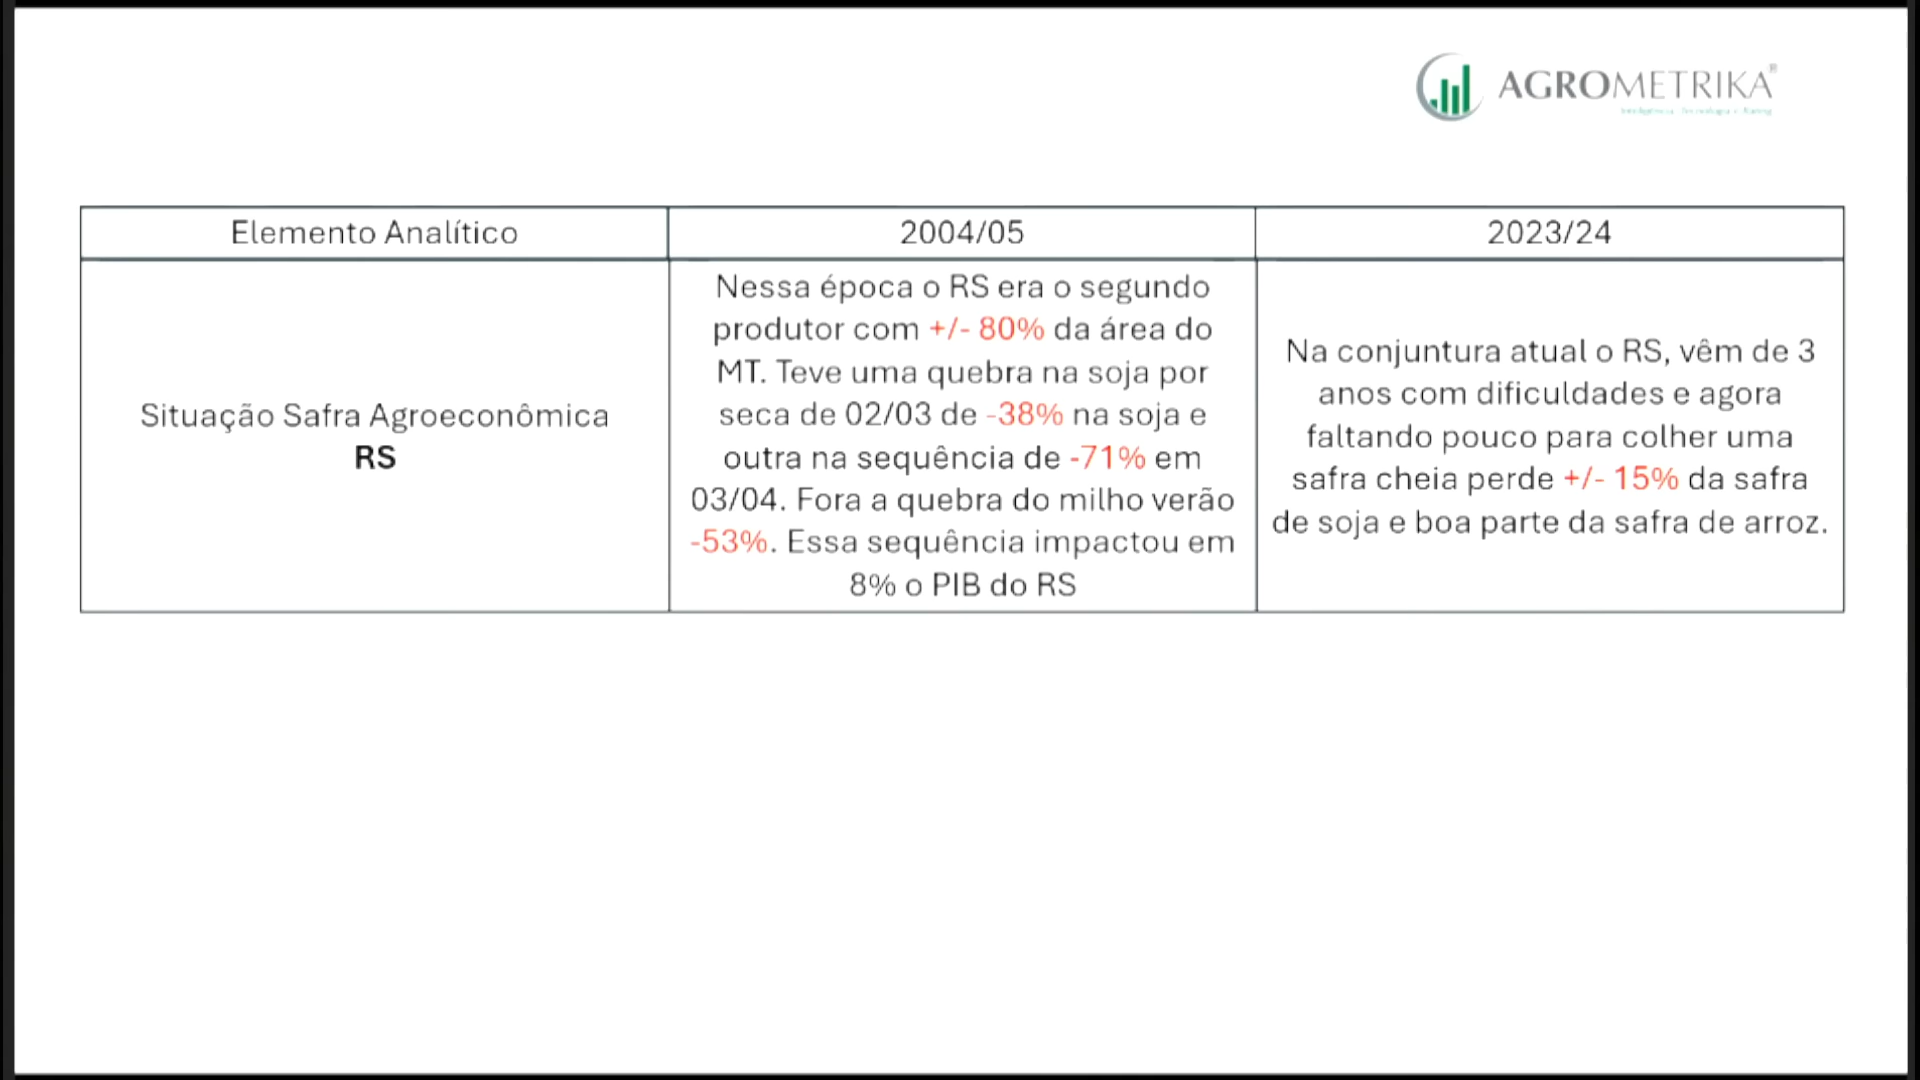 AGROMETRIKA®
Elemento Analítico
2004/05
2023/24
Situação Safra Agroeconômica
RS
Nessa época o RS era o segundo
produtor com +/- 80% da área do
MT. Teve uma quebra na soja por
seca de 02/03 de -38% na soja e
outra na sequência de -71% em
03/04. Fora a quebra do milho verão
-53%. Essa sequência impactou em
8% o PIB do RS
Na conjuntura atual o RS, vêm de 3
anos com dificuldades e agora
faltando pouco para colher uma
safra cheia perde +/- 15% da safra
de soja e boa parte da safra de arroz.